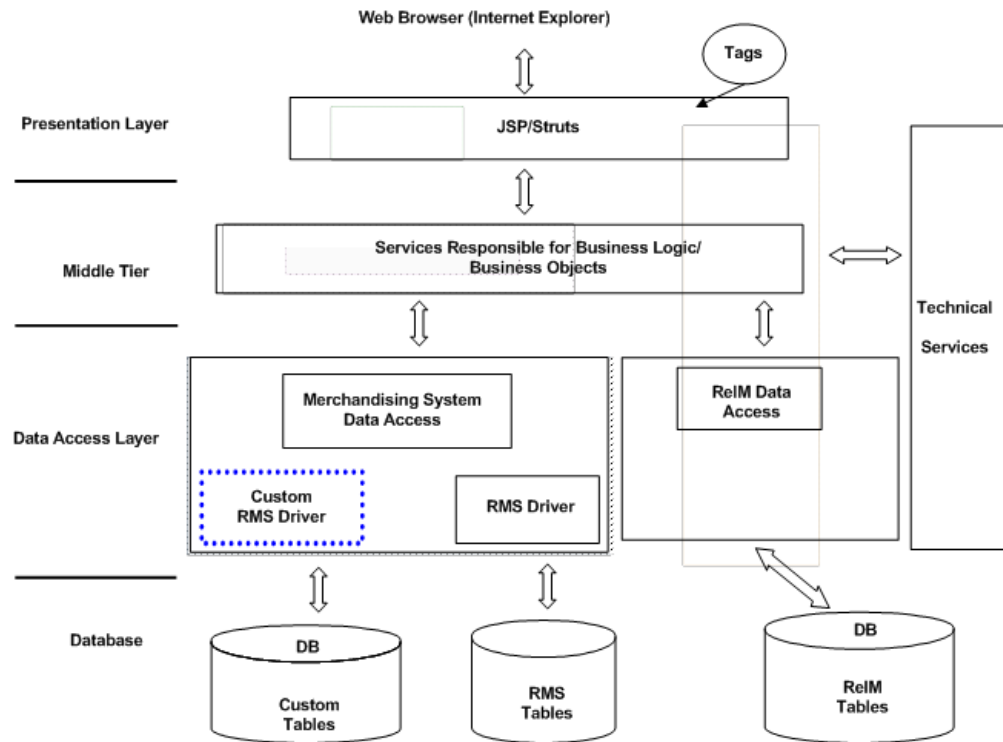 Web Browser (Internet Explorer)
Tags
Presentation Layer
JSP/Struts
Services Responsible for Business Logic/
Business Objects
Middle Tier
Technical
Services
Merchandising System
Data Access
ReIM Data
Access
Data Access Layer
Custom
RMS Driver
RMS Driver
Database
DB
Custom
Tables
RMS
Tables
DB
ReIM
Tables